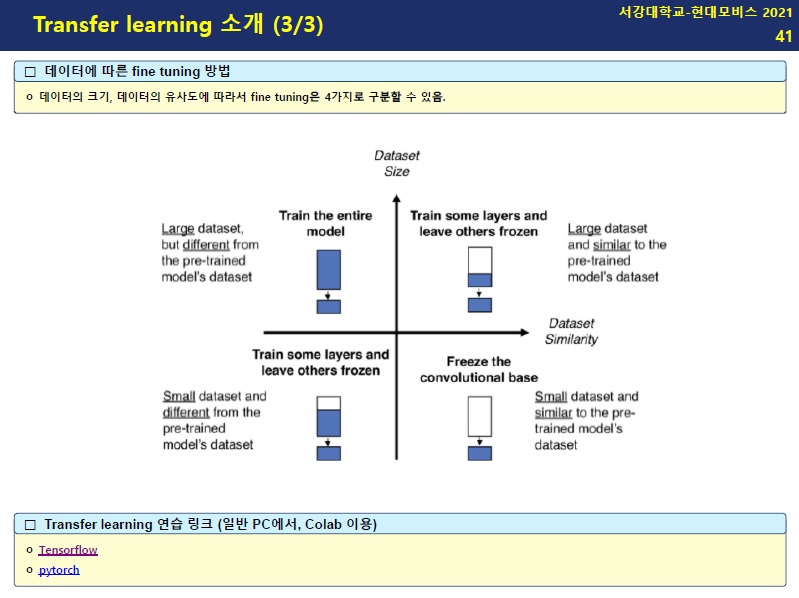 Transfer learning 소개 (3/3)
서강대학교-현대모비스 2021
41
□ 데이터에 따른 fine tuning 방법
o 데이터의 크기, 데이터의 유사도에 따라서 fine tuning은 4가지로 구분할 수 있음.
Dataset
Size
Large dataset,
but different from
the pre-trained
model's dataset
Train the entire
model
Train some layers and
leave others frozen
Large dataset
and similar to the
pre-trained
model's dataset
Dataset
Similarity
Small dataset and
different from the
pre-trained
model's dataset
Train some layers and
leave others frozen
Freeze the
convolutional base
Small dataset and
similar to the pre-
trained model's
dataset
□ Transfer learning 연습 링크 (일반 PC에서, Colab 이용)
o Tensorflow
o pytorch